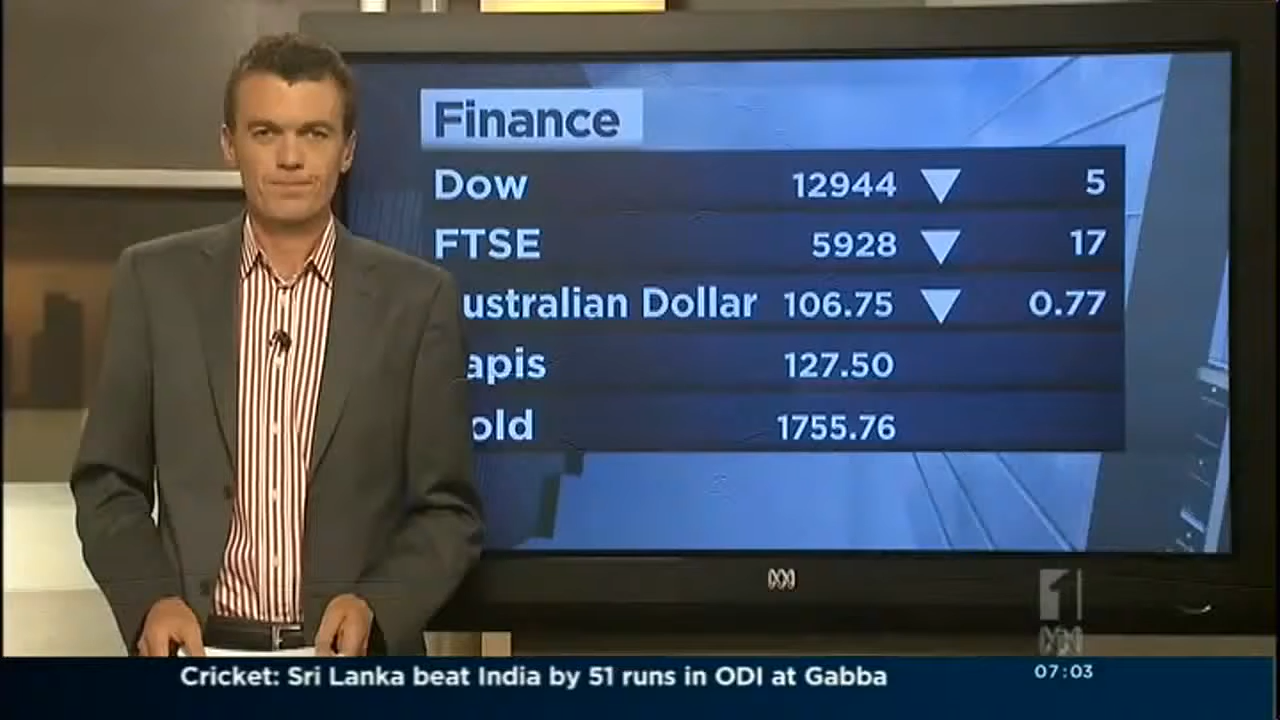 Finance
Dow 12944 ▼ 5
FTSE 5928 ▼ 17
ustralian Dollar 106.75 ▼ 0.77
apis 127.50
old 1755.76
1
Cricket: Sri Lanka beat India by 51 runs in ODI at Gabba
07:03